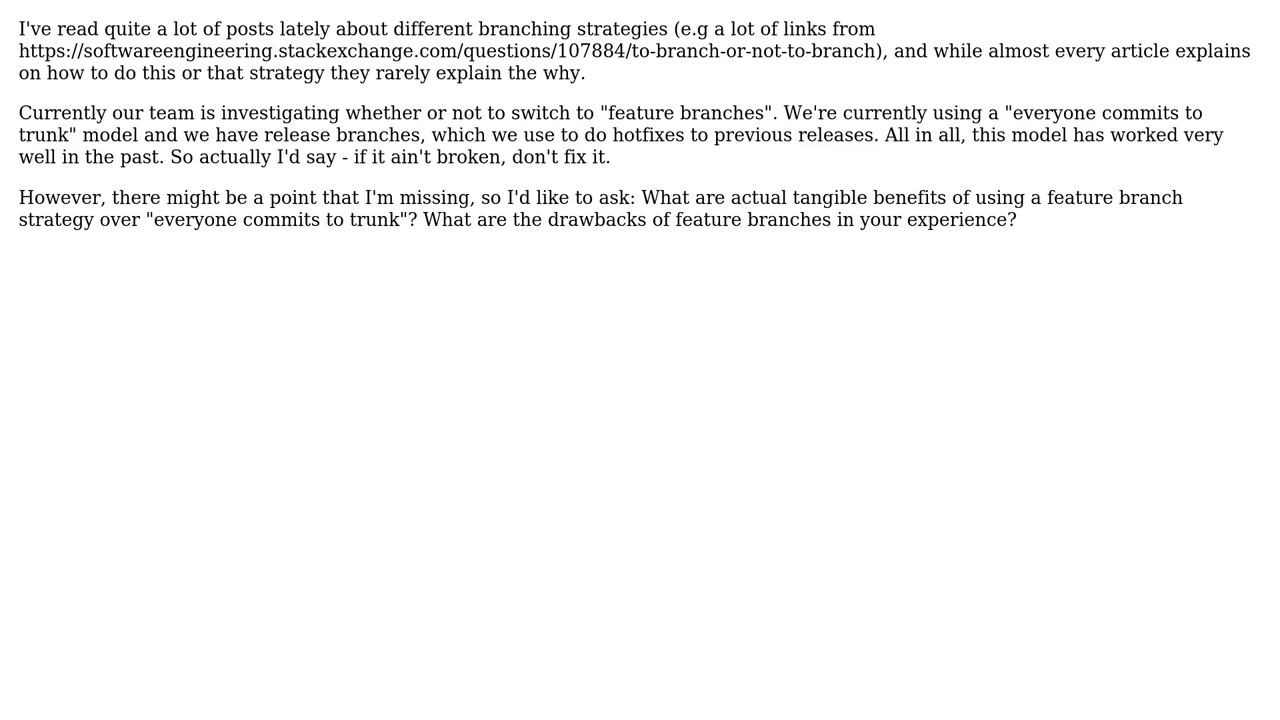 I've read quite a lot of posts lately about different branching strategies (e.g a lot of links from
https://softwareengineering.stackexchange.com/questions/107884/to-branch-or-not-to-branch), and while almost every article explains
on how to do this or that strategy they rarely explain the why.
Currently our team is investigating whether or not to switch to "feature branches". We're currently using a "everyone commits to
trunk" model and we have release branches, which we use to do hotfixes to previous releases. All in all, this model has worked very
well in the past. So actually I'd say - if it ain't broken, don't fix it.
However, there might be a point that I'm missing, so I'd like to ask: What are actual tangible benefits of using a feature branch
strategy over "everyone commits to trunk"? What are the drawbacks of feature branches in your experience?